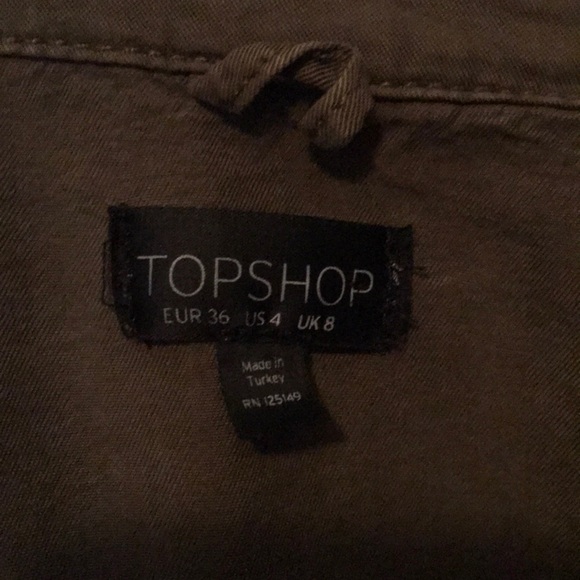 TOPSHOP
EUR 36 US 4 UK 8
Made in
Turkey
RN 125149